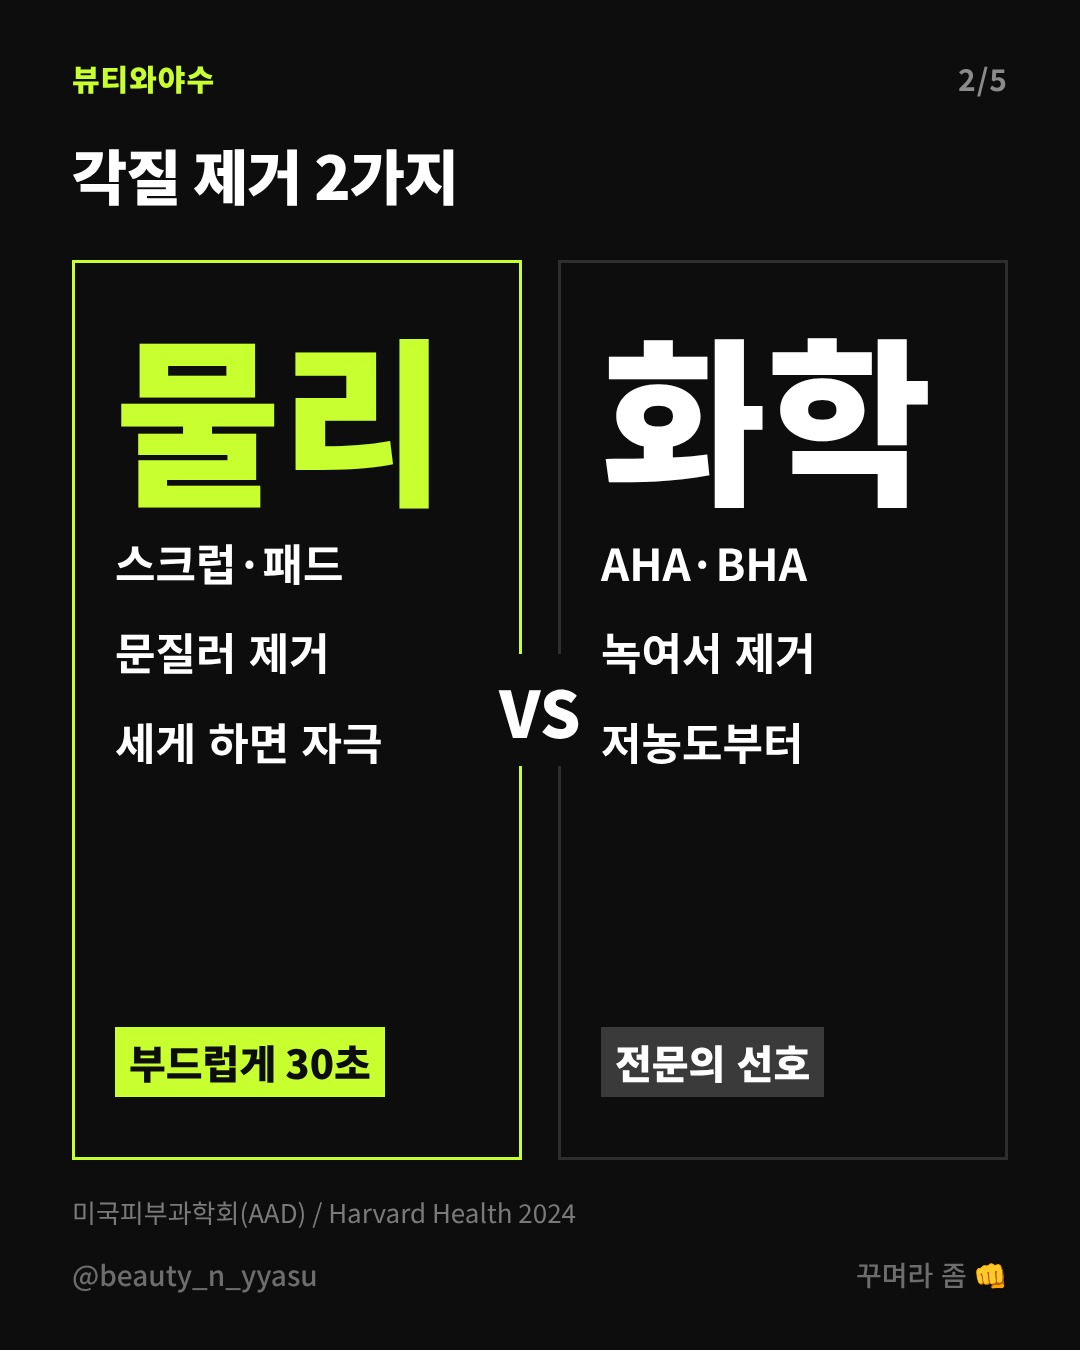 뷰티와야수
2/5
각질 제거 2가지
물리
스크럽·패드
문질러 제거
세게 하면 자극
부드럽게 30초
VS
화학
AHA·BHA
녹여서 제거
저농도부터
전문의 선호
미국피부과학회(AAD) / Harvard Health 2024
@beauty_n_yyasu
꾸며라 좀 👊